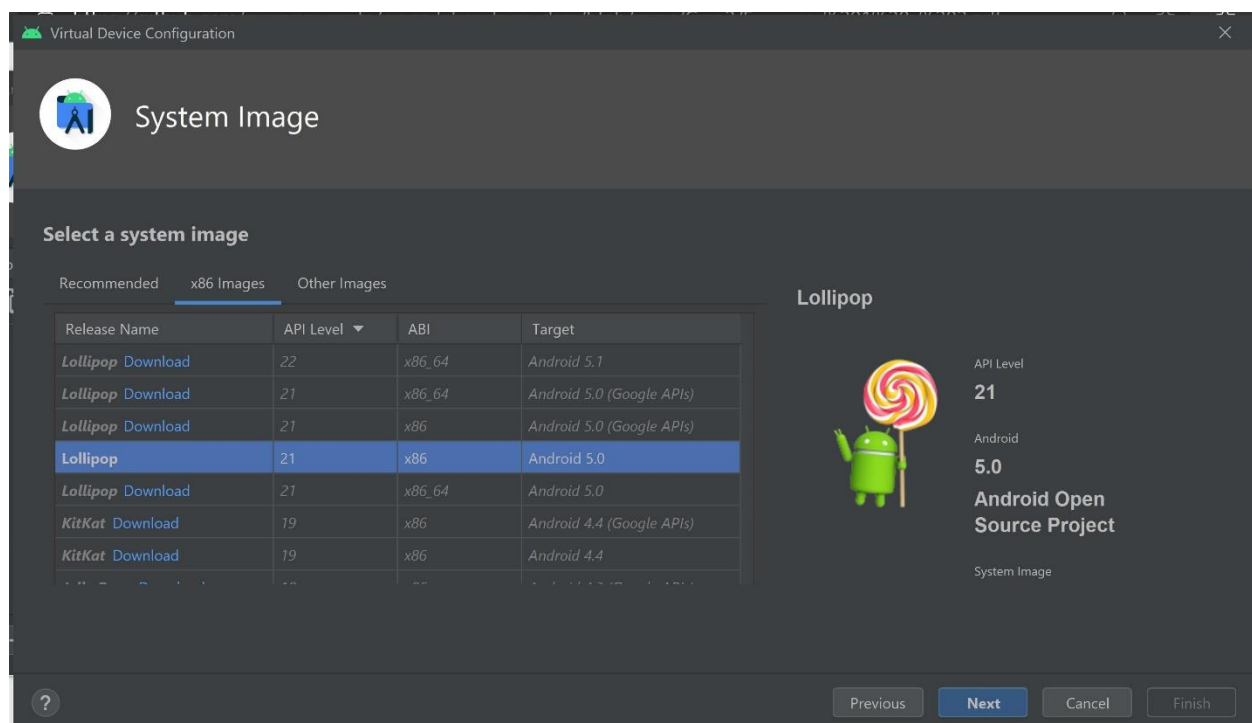 Virtual Device Configuration
System Image
Select a system image
Recommended x86 Images Other Images
Release Name API Level ABI Target
Lollipop Download 22 x86_64 Android 5.1
Lollipop Download 21 x86_64 Android 5.0 (Google APIs)
Lollipop Download 21 x86 Android 5.0 (Google APIs)
Lollipop 21 x86 Android 5.0
Lollipop Download 21 x86_64 Android 5.0
KitKat Download 19 x86 Android 4.4 (Google APIs)
KitKat Download 19 x86 Android 4.4
Lollipop
API Level
21
Android
5.0
Android Open
Source Project
System Image
?
Previous Next Cancel Finish